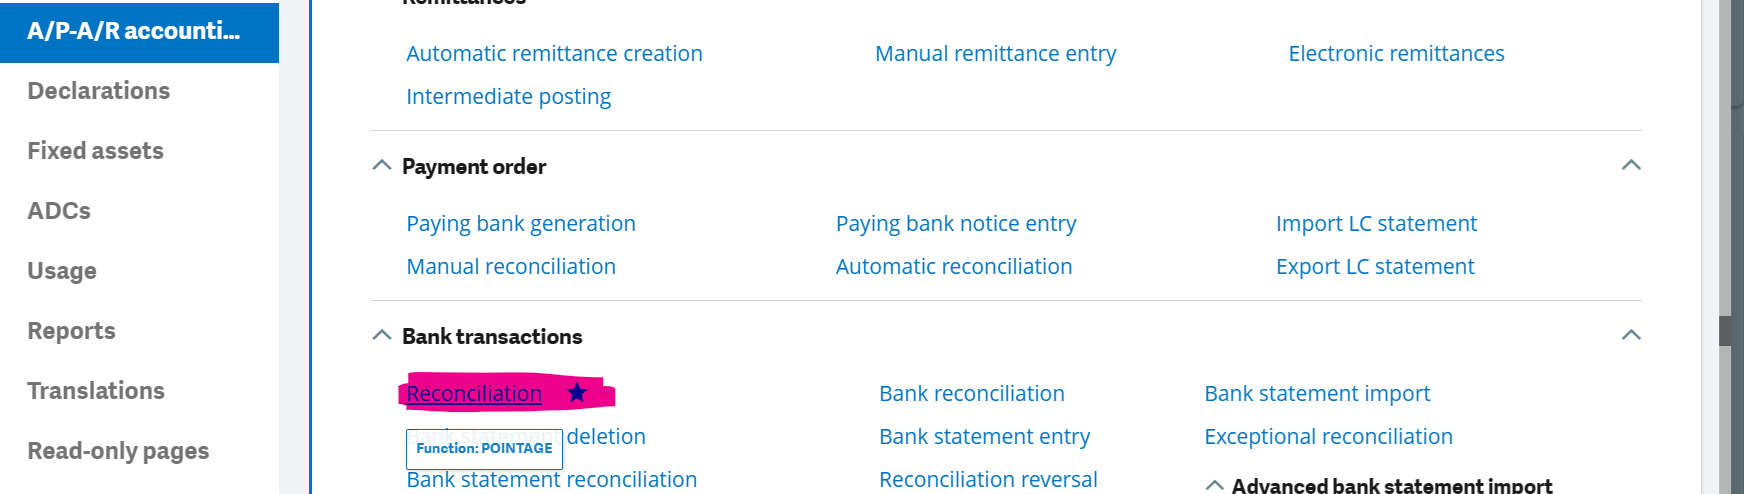 A/P-A/R accounti...
Declarations
Fixed assets
ADCs
Usage
Reports
Translations
Read-only pages
Remittances
Automatic remittance creation Manual remittance entry Electronic remittances
Intermediate posting
Payment order
Paying bank generation Paying bank notice entry Import LC statement
Manual reconciliation Automatic reconciliation Export LC statement
Bank transactions
Reconciliation Bank reconciliation Bank statement import
Bank statement deletion Bank statement entry Exceptional reconciliation
Function: POINTAGE
Bank statement reconciliation Reconciliation reversal
Advanced bank statement import